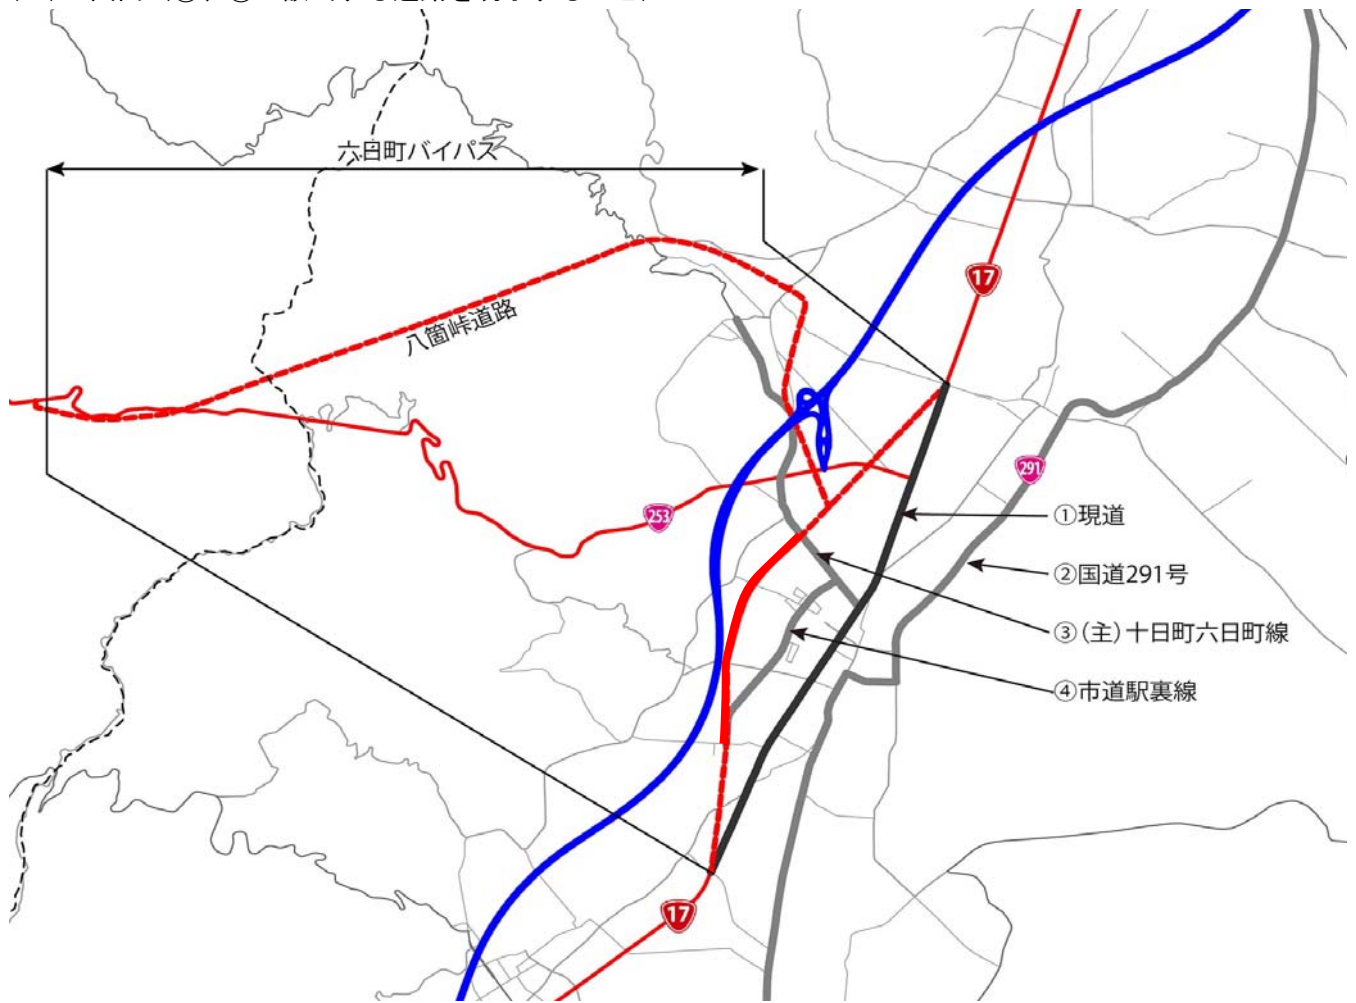 六日町バイパス
八箇峠道路
17
291
253
①現道
②国道291号
③(主)十日町六日町線
④市道駅裏線
17